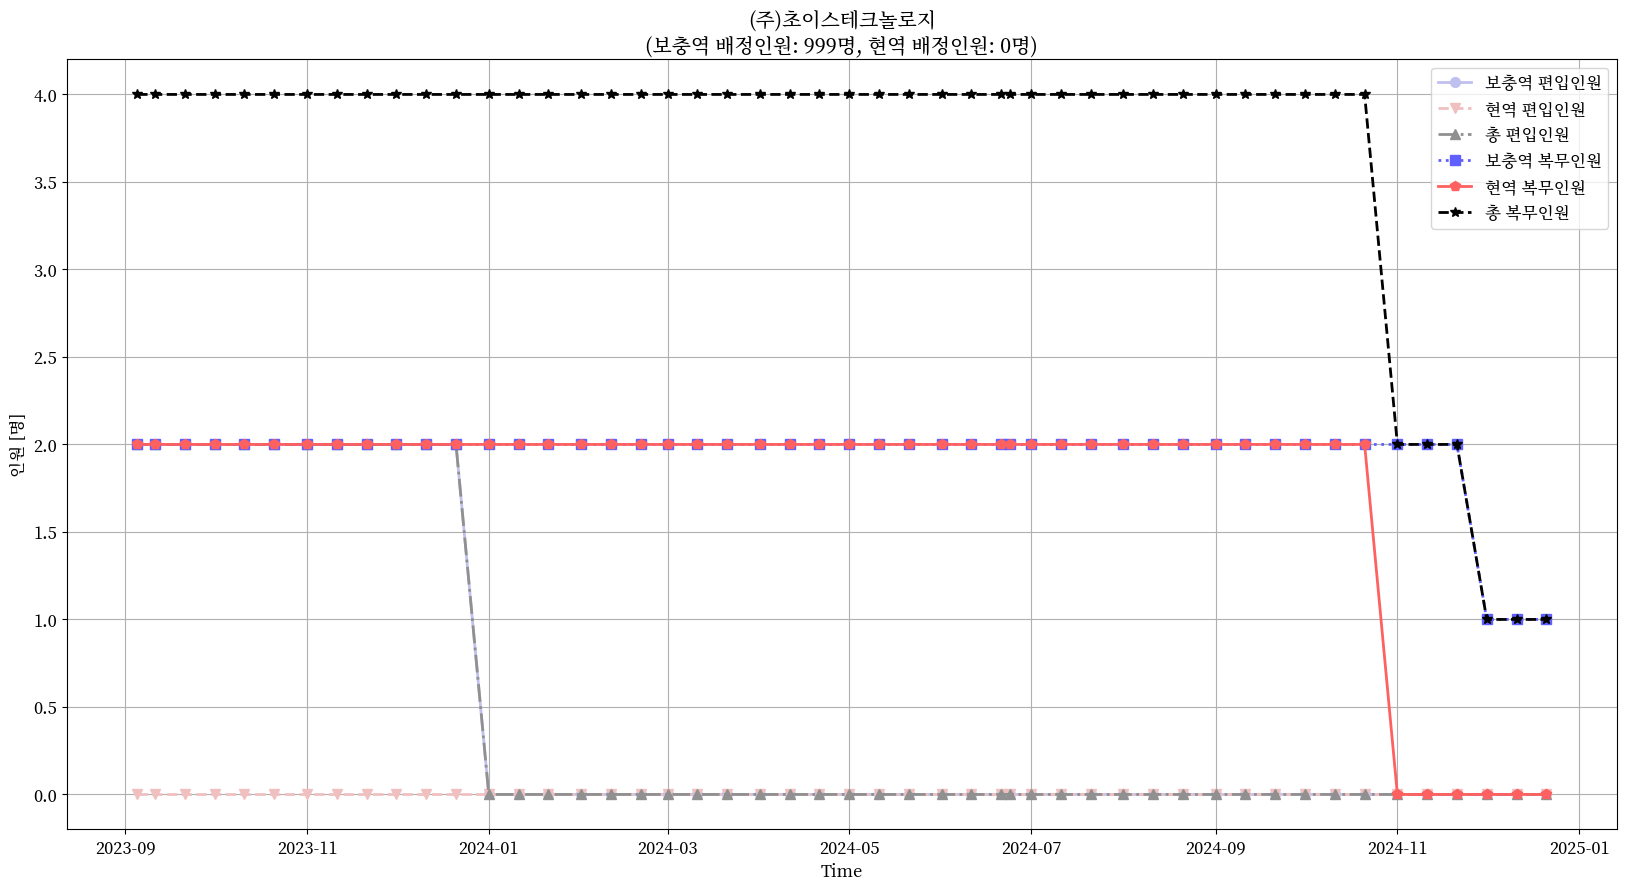 (주)초이스테크놀로지
(보충역 배정인원: 999명, 현역 배정인원: 0명)
보충역 편입인원
현역 편입인원
총 편입인원
보충역 복무인원
현역 복무인원
총 복무인원
인원 [명]
4.0
3.5
3.0
2.5
2.0
1.5
1.0
0.5
0.0
2023-09
2023-11
2024-01
2024-03
2024-05
2024-07
2024-09
2024-11
2025-01
Time